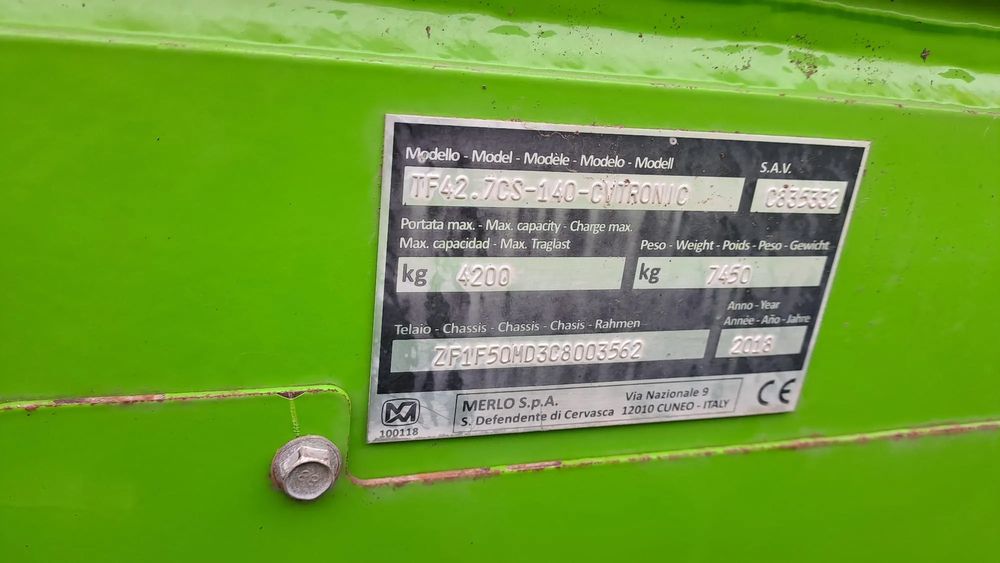 Modello - Model - Modèle - Modelo - Modell
S.A.V.
TF42.7CS-140-CVTRONIC
C835332
Portata max. - Max. capacity - Charge max.
Max. capacidad - Max. Traglast
Peso - Weight - Poids - Peso - Gewicht
kg 4200
kg 7450
Anno - Year
Année - Año - Jahre
Telaio - Chassis - Chassis - Chasis - Rahmen
ZF1F50MD3C8003562
2018
100118
MERLO S.p.A.
S. Defendente di Cervasca
Via Nazionale 9
12010 CUNEO - ITALY
CE